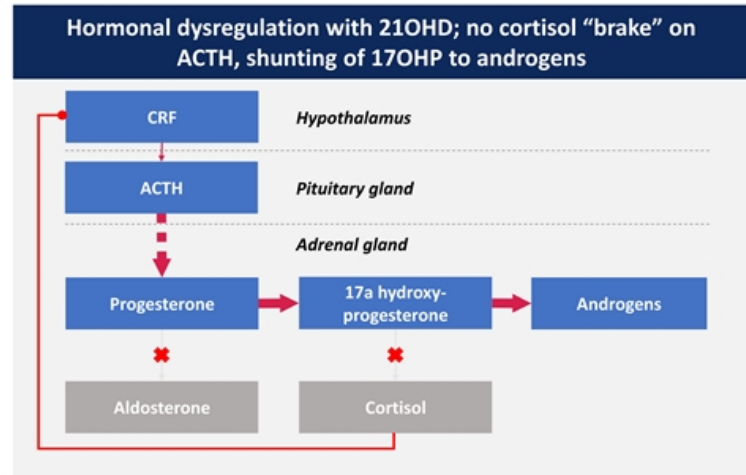 Hormonal dysregulation with 21OHD; no cortisol “brake” on
ACTH, shunting of 17OHP to androgens
CRF
Hypothalamus
ACTH
Pituitary gland
Adrenal gland
Progesterone
17a hydroxy-
progesterone
Androgens
Aldosterone
Cortisol